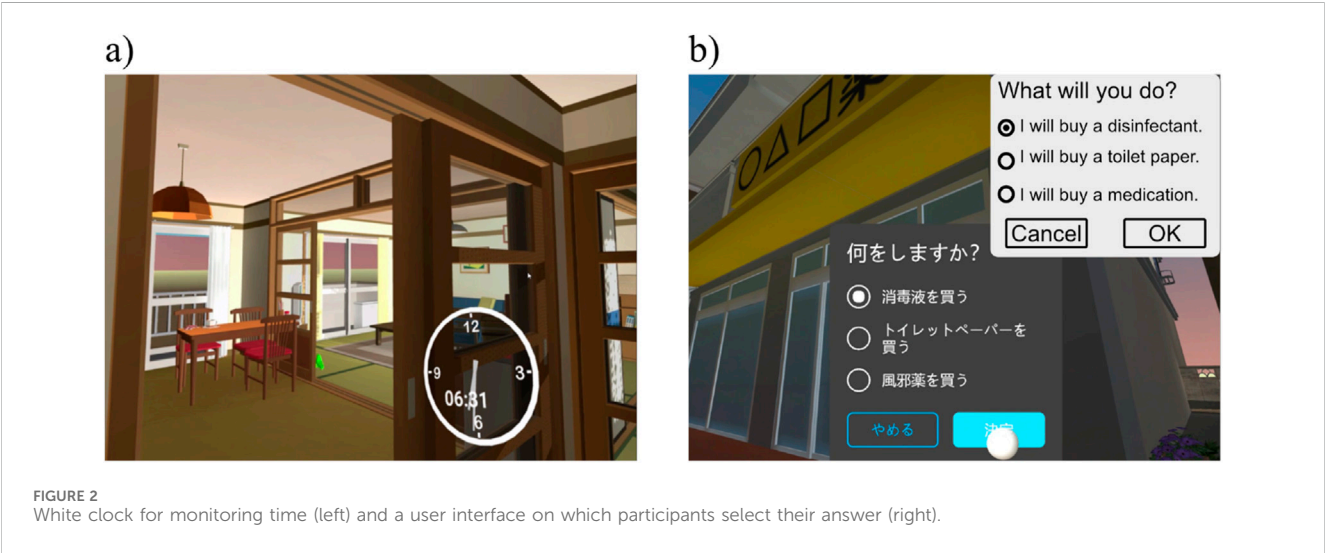 a)
12
9
3
06:31
6
b)
○△□薬
What will you do?
I will buy a disinfectant.
I will buy a toilet paper.
I will buy a medication.
Cancel
OK
何をしますか?
消毒液を買う
トイレットペーパーを
買う
風邪薬を買う
やめる
FIGURE 2
White clock for monitoring time (left) and a user interface on which participants select their answer (right).